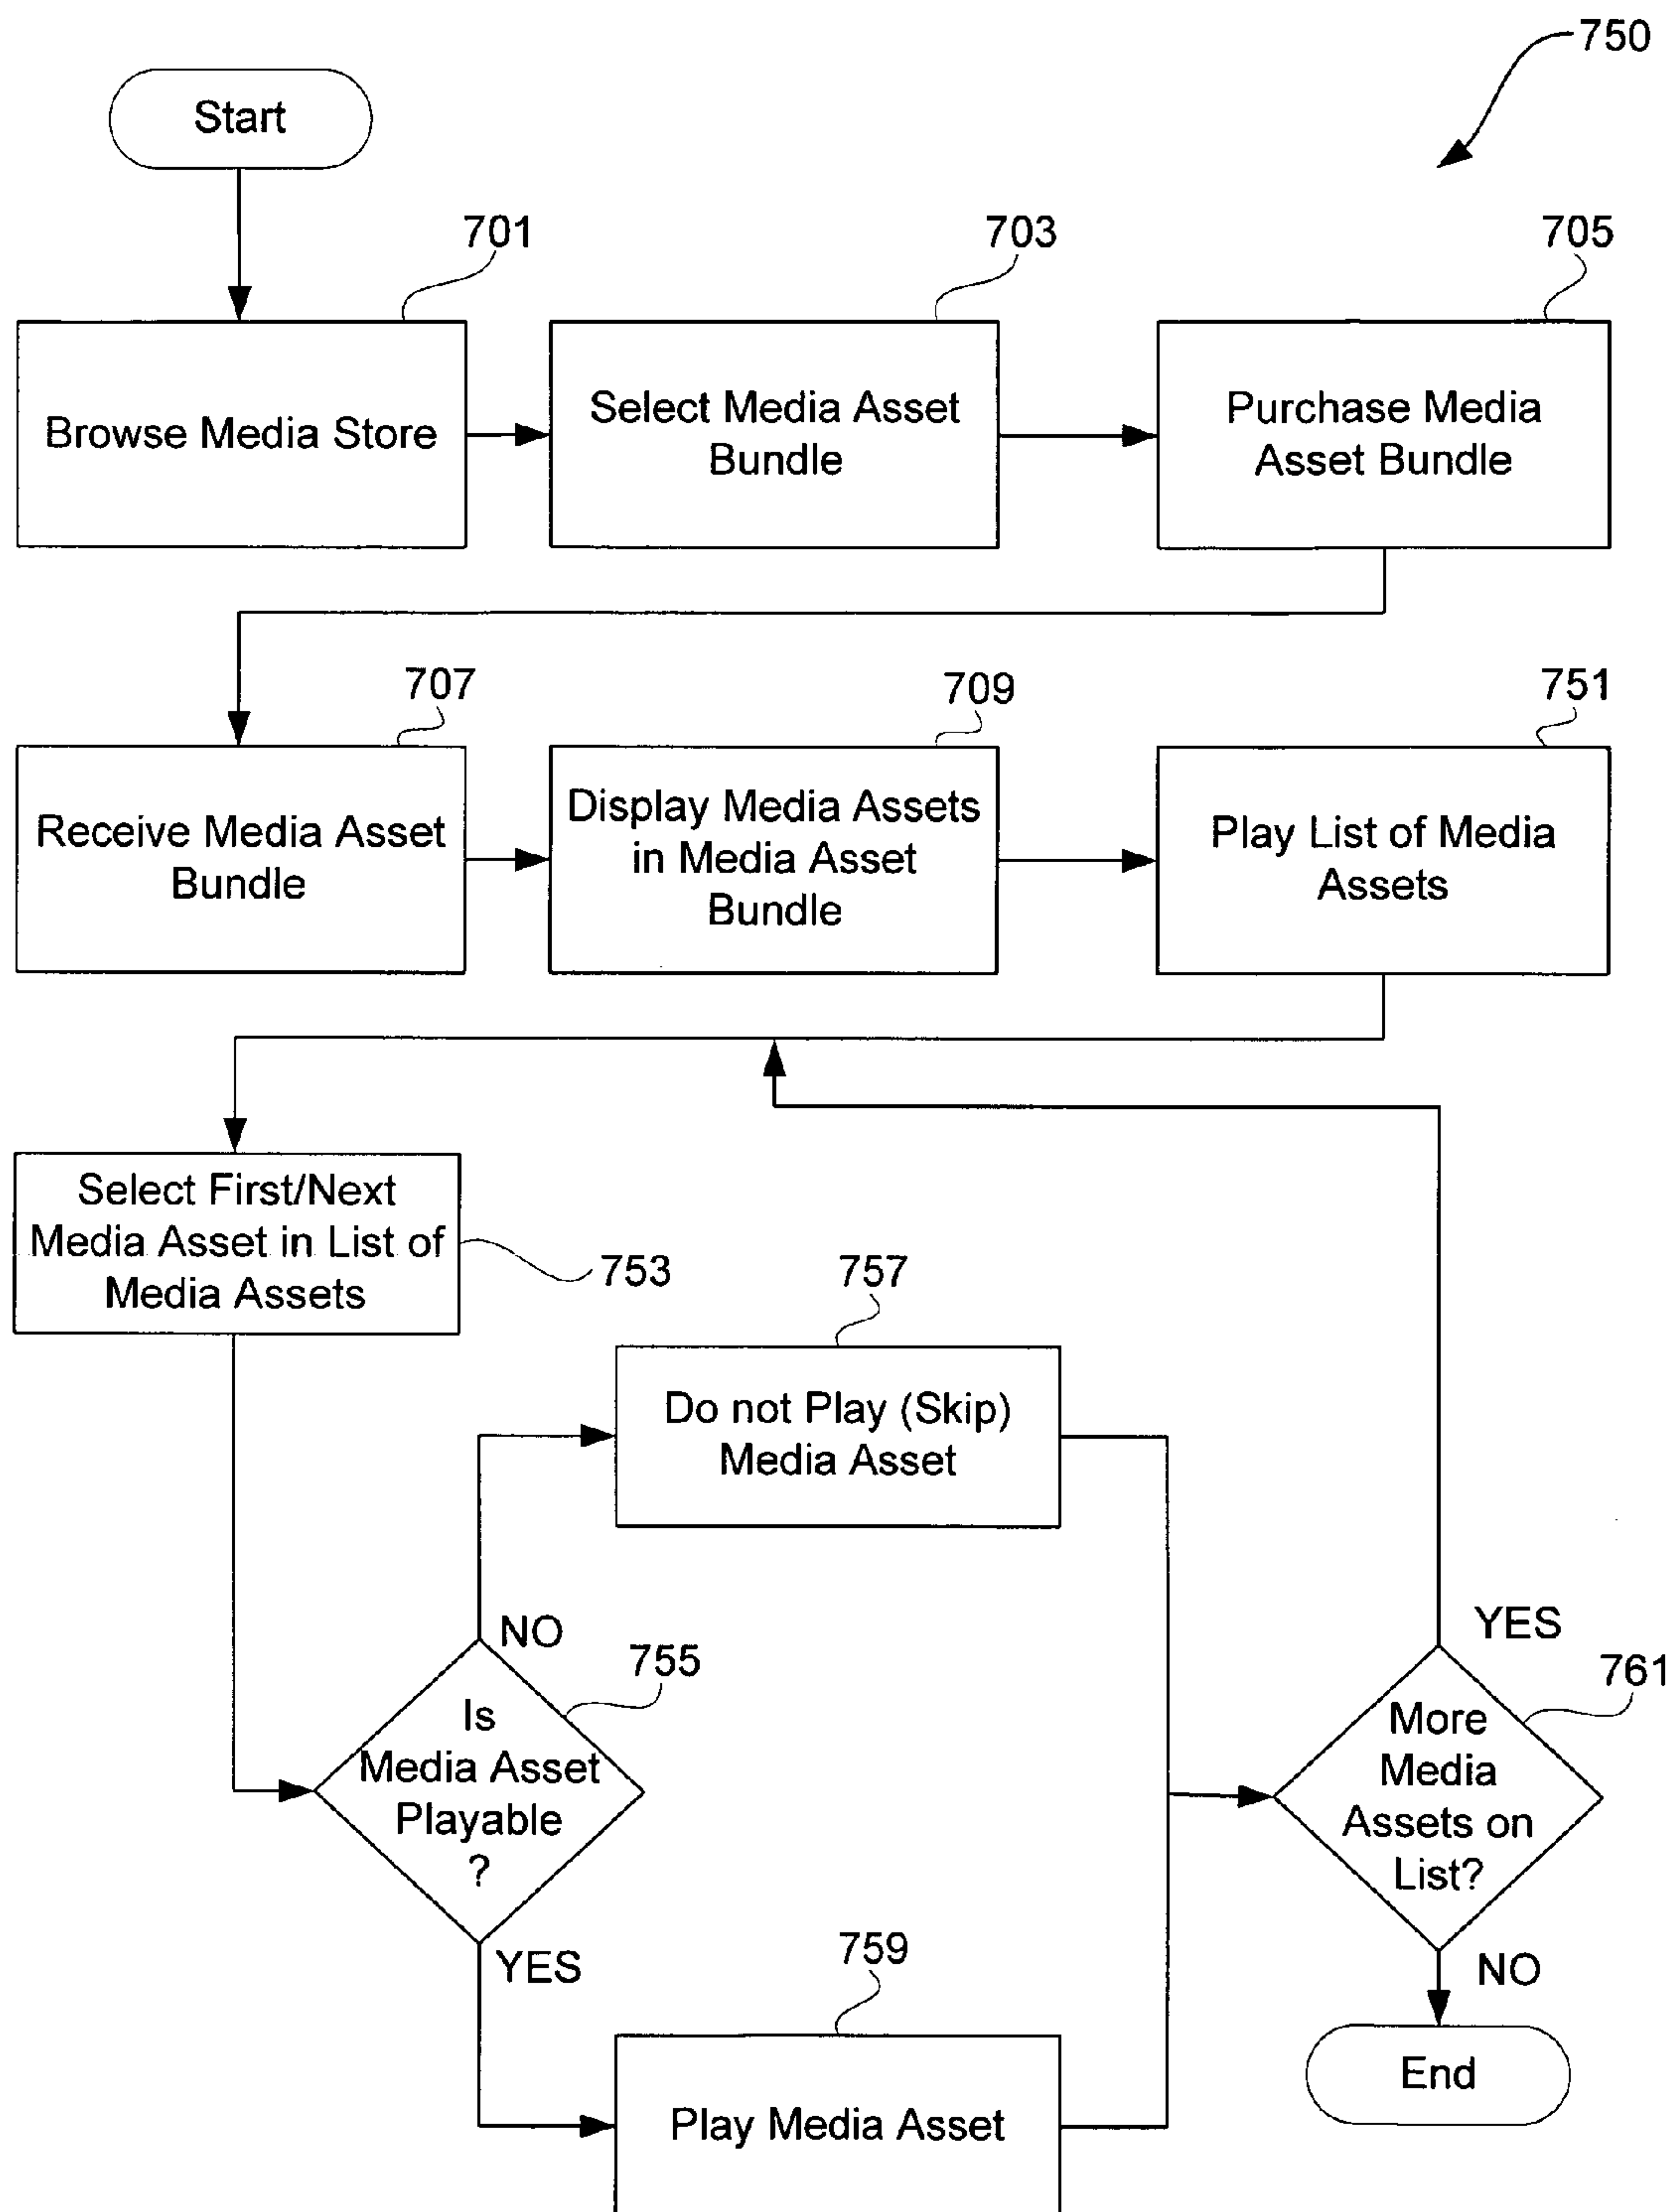 750
Start
701
703
705
Browse Media Store
Select Media Asset
Bundle
Purchase Media
Asset Bundle
707
709
751
Receive Media Asset
Bundle
Display Media Assets
in Media Asset
Bundle
Play List of Media
Assets
Select First/Next
Media Asset in List of
Media Assets
753
757
Do not Play (Skip)
Media Asset
NO
755
Is
Media Asset
Playable
?
YES
YES
761
More
Media
Assets on
List?
NO
759
Play Media Asset
End